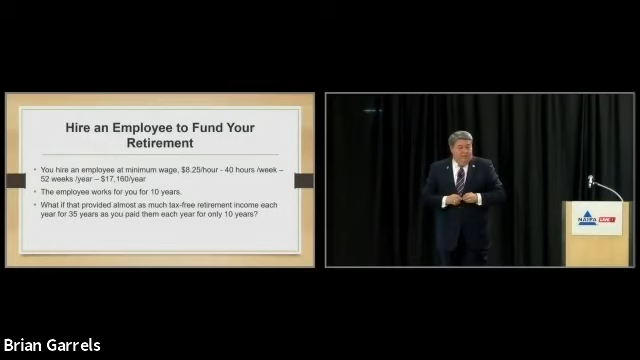 Hire an Employee to Fund Your
Retirement
• You hire an employee at minimum wage, $8.25/hour - 40 hours /week –
52 weeks /year – $17,160/year
• The employee works for you for 10 years.
• What if that provided almost as much tax-free retirement income each
year for 35 years as you paid them each year for only 10 years?
NAIFA LIVE
Brian Garrels